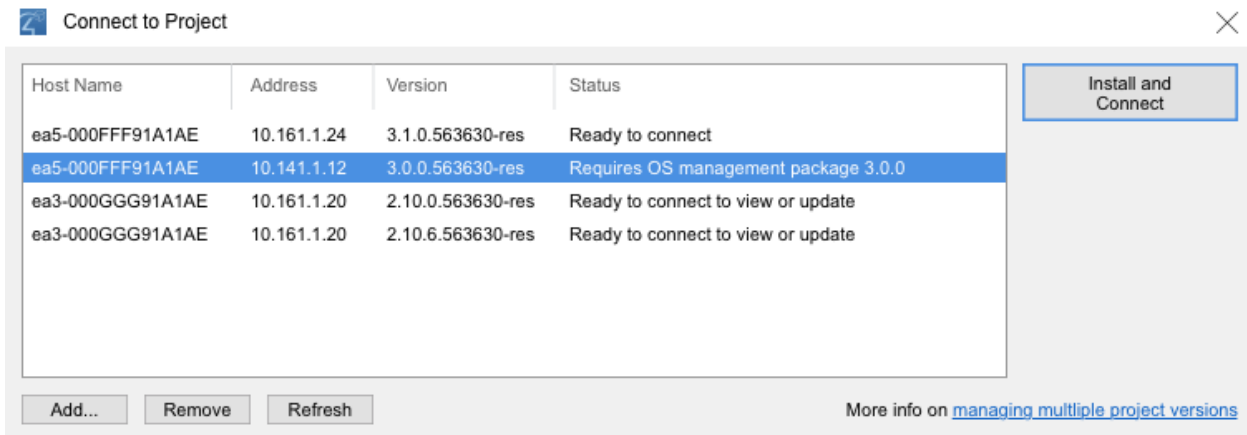 Connect to Project
Host Name Address Version Status
Install and
Connect
ea5-000FFF91A1AE 10.161.1.24 3.1.0.563630-res Ready to connect
ea5-000FFF91A1AE 10.141.1.12 3.0.0.563630-res Requires OS management package 3.0.0
ea3-000GGG91A1AE 10.161.1.20 2.10.0.563630-res Ready to connect to view or update
ea3-000GGG91A1AE 10.161.1.20 2.10.6.563630-res Ready to connect to view or update
Add... Remove Refresh More info on managing multliple project versions